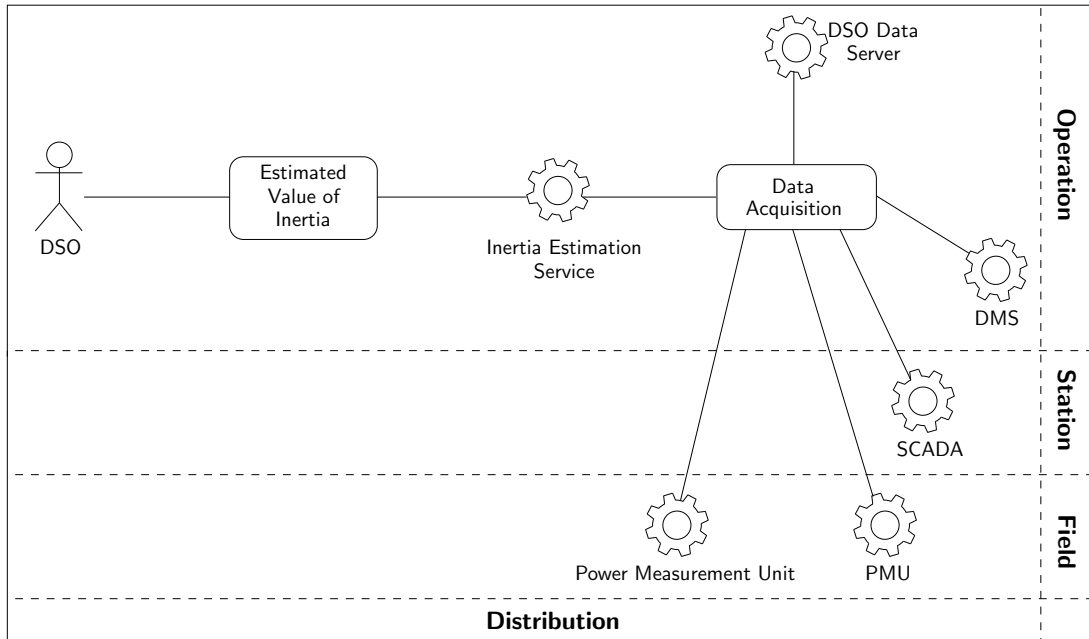 DSO Data
Server
Operation
Estimated
Value of
Inertia
Data
Acquisition
DSO
Inertia Estimation
Service
DMS
Station
SCADA
Field
Power Measurement Unit
PMU
Distribution